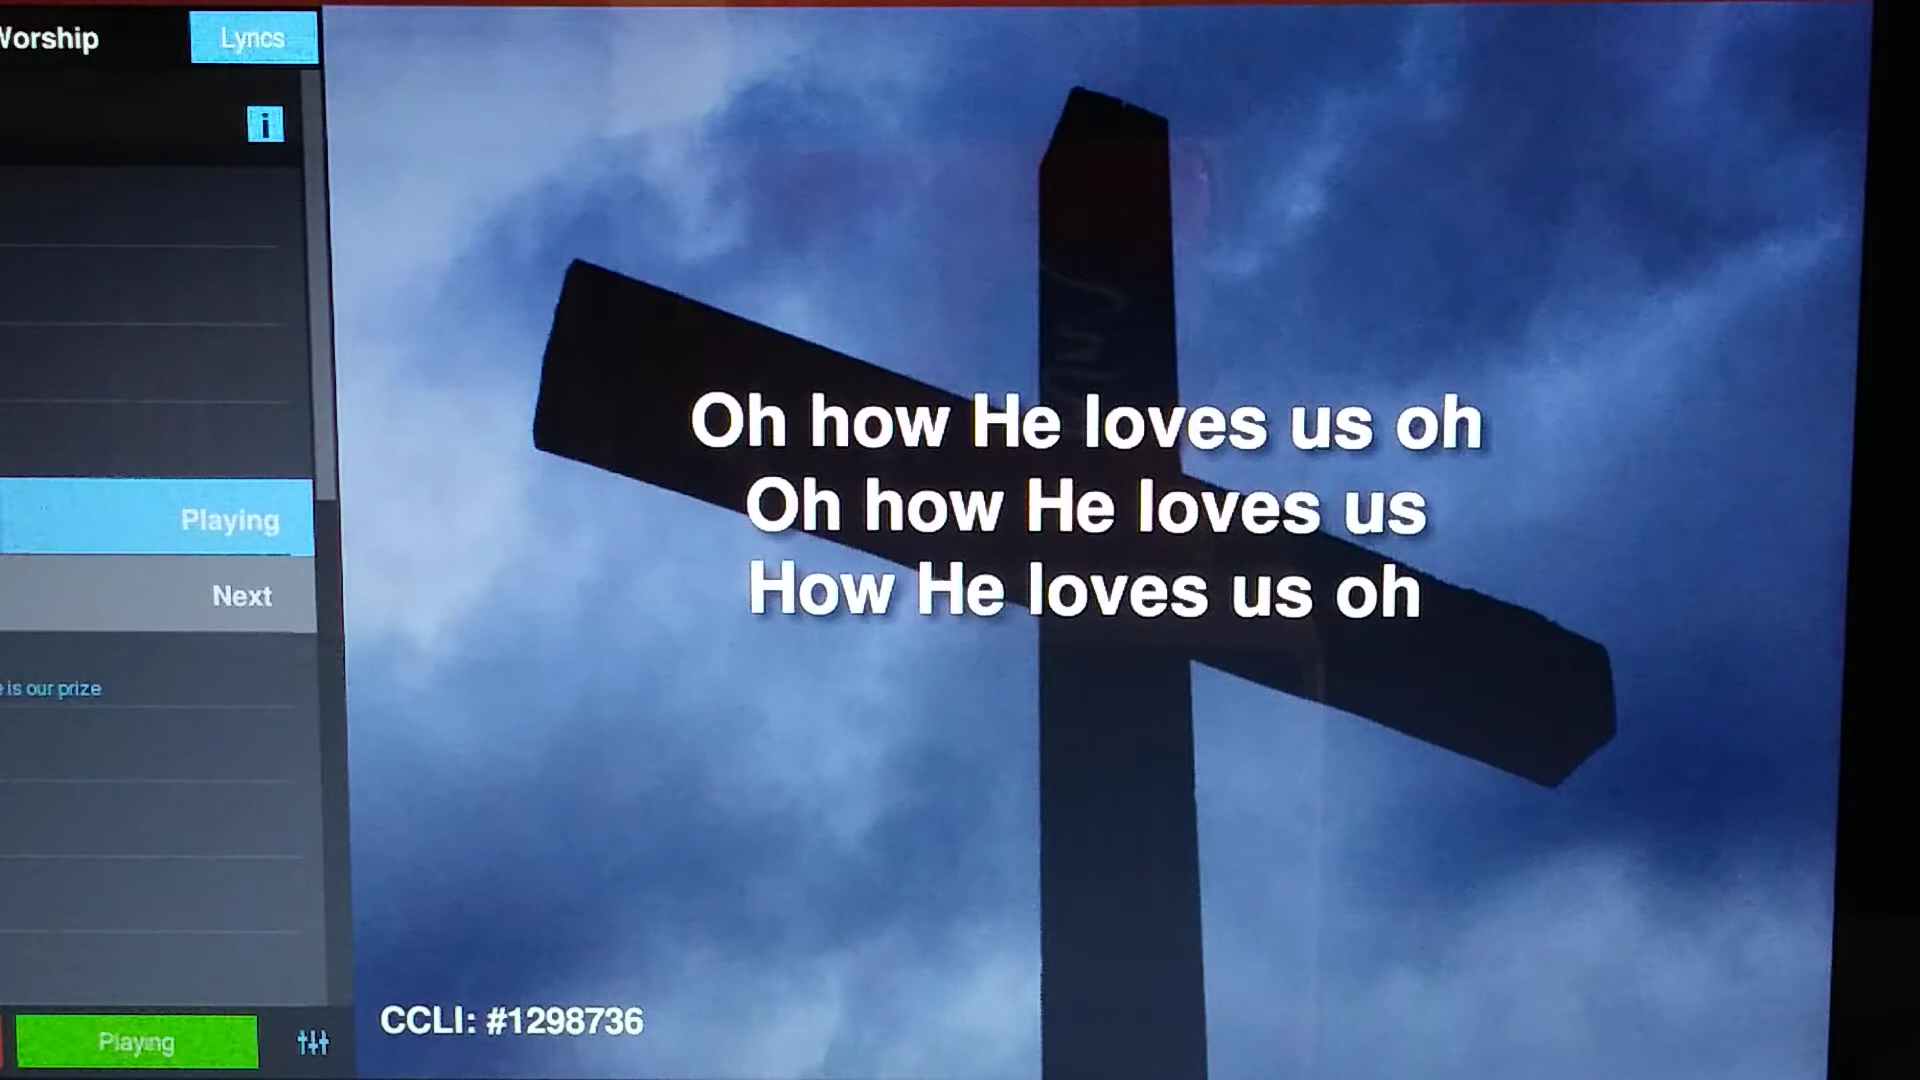 Worship
Lyrics
i
Playing
Next
is our prize
Playing
Oh how He loves us oh
Oh how He loves us
How He loves us oh
CCLI: #1298736